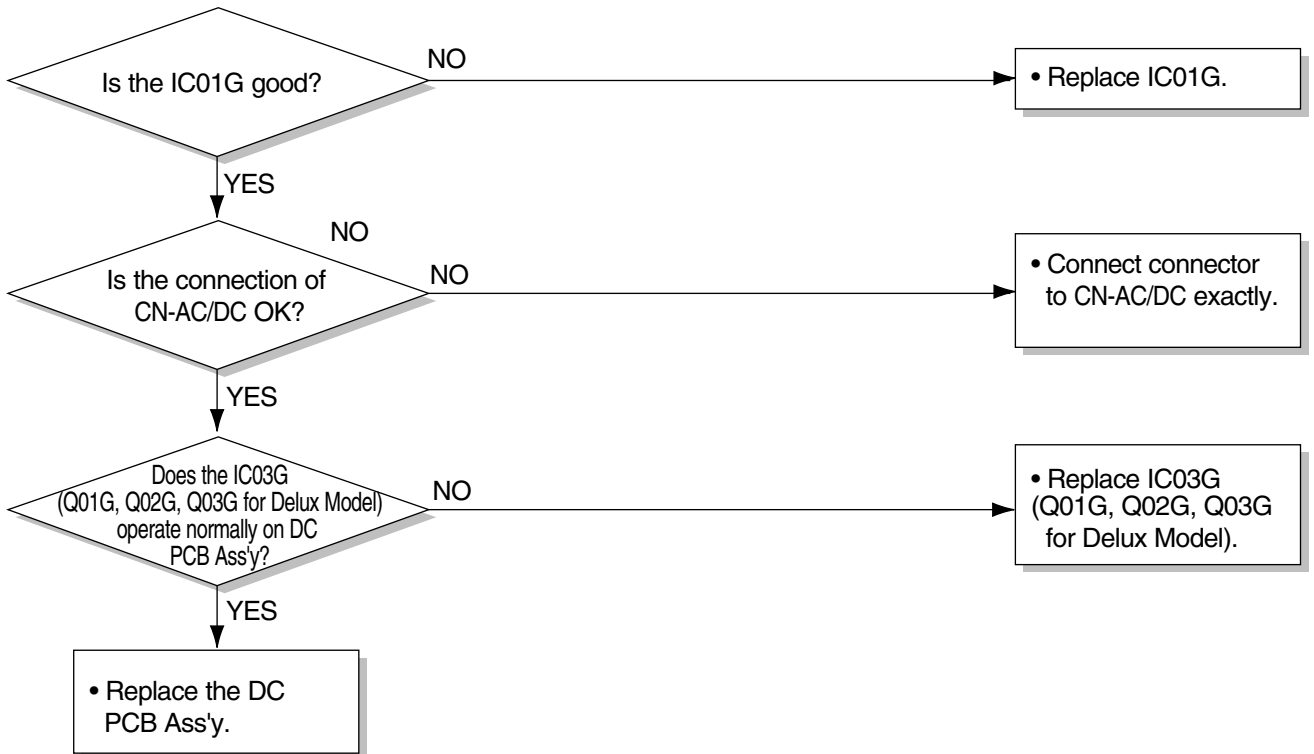 Is the IC01G good?
NO
• Replace IC01G.
YES
NO
Is the connection of
CN-AC/DC OK?
NO
• Connect connector
to CN-AC/DC exactly.
YES
Does the IC03G
(Q01G, Q02G, Q03G for Delux Model)
operate normally on DC
PCB Ass'y?
NO
• Replace IC03G
(Q01G, Q02G, Q03G
for Delux Model).
YES
• Replace the DC
PCB Ass'y.